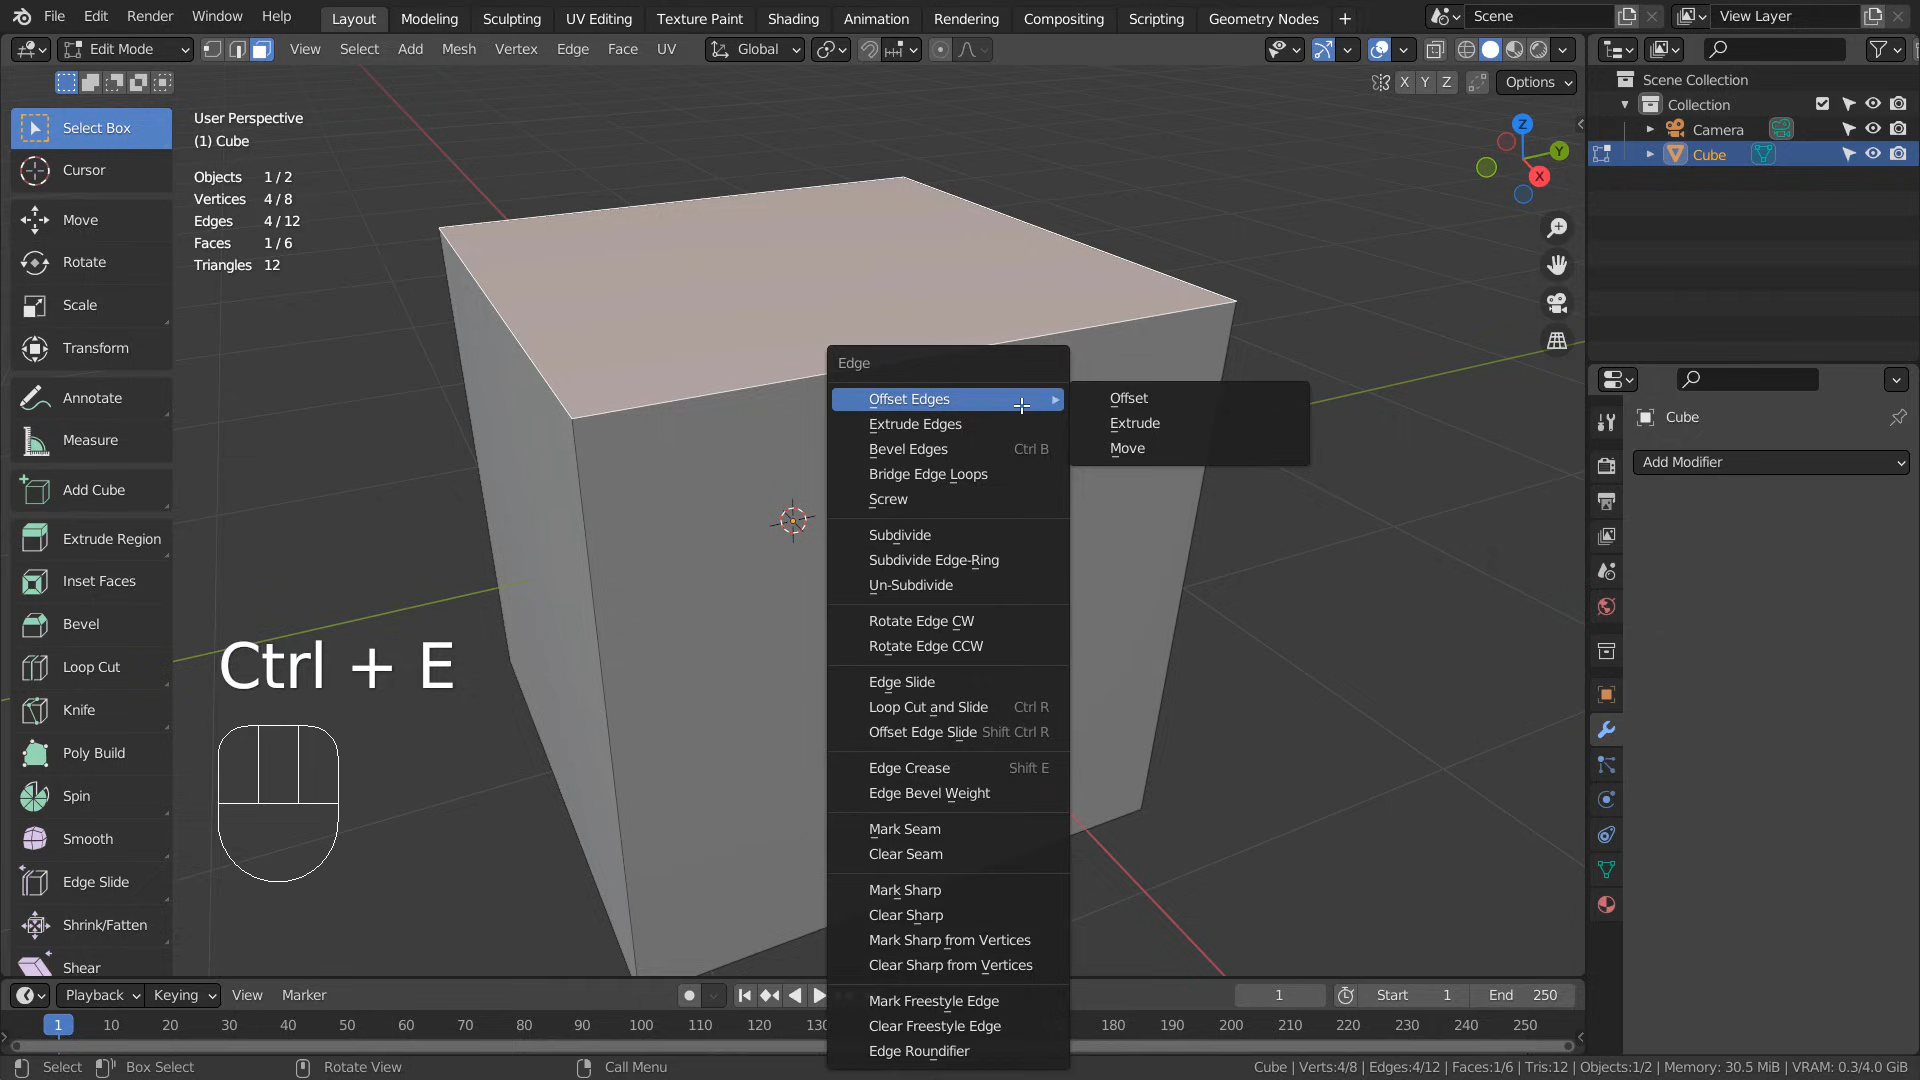 File Edit Render Window Help Layout Modeling Sculpting UV Editing Texture Paint Shading Animation Rendering Compositing Scripting Geometry Nodes + Scene View Layer
Edit Mode View Select Add Mesh Vertex Edge Face UV Global
X Y Z Options
Scene Collection
Collection
Camera
Cube
Select Box
Cursor
Move
Rotate
Scale
Transform
Annotate
Measure
Add Cube
Extrude Region
Inset Faces
Bevel
Loop Cut
Knife
Poly Build
Spin
Smooth
Edge Slide
Shrink/Fatten
Shear
User Perspective
(1) Cube
Objects 1 / 2
Vertices 4 / 8
Edges 4 / 12
Faces 1 / 6
Triangles 12
Z
Y
X
Ctrl + E
Edge
Offset Edges
Extrude Edges
Bevel Edges Ctrl B
Bridge Edge Loops
Screw
Subdivide
Subdivide Edge-Ring
Un-Subdivide
Rotate Edge CW
Rotate Edge CCW
Edge Slide
Loop Cut and Slide Ctrl R
Offset Edge Slide Shift Ctrl R
Edge Crease Shift E
Edge Bevel Weight
Mark Seam
Clear Seam
Mark Sharp
Clear Sharp
Mark Sharp from Vertices
Clear Sharp from Vertices
Mark Freestyle Edge
Clear Freestyle Edge
Edge Roundifier
Offset
Extrude
Move
Cube
Add Modifier
Playback Keying View Marker 1 Start 1 End 250
1 10 20 30 40 50 60 70 80 90 100 110 120 130 180 190 200 210 220 230 240 250
Select Box Select Rotate View Call Menu Cube | Verts:4/8 | Edges:4/12 | Faces:1/6 | Tris:12 | Objects:1/2 | Memory: 30.5 MiB | VRAM: 0.3/4.0 GiB